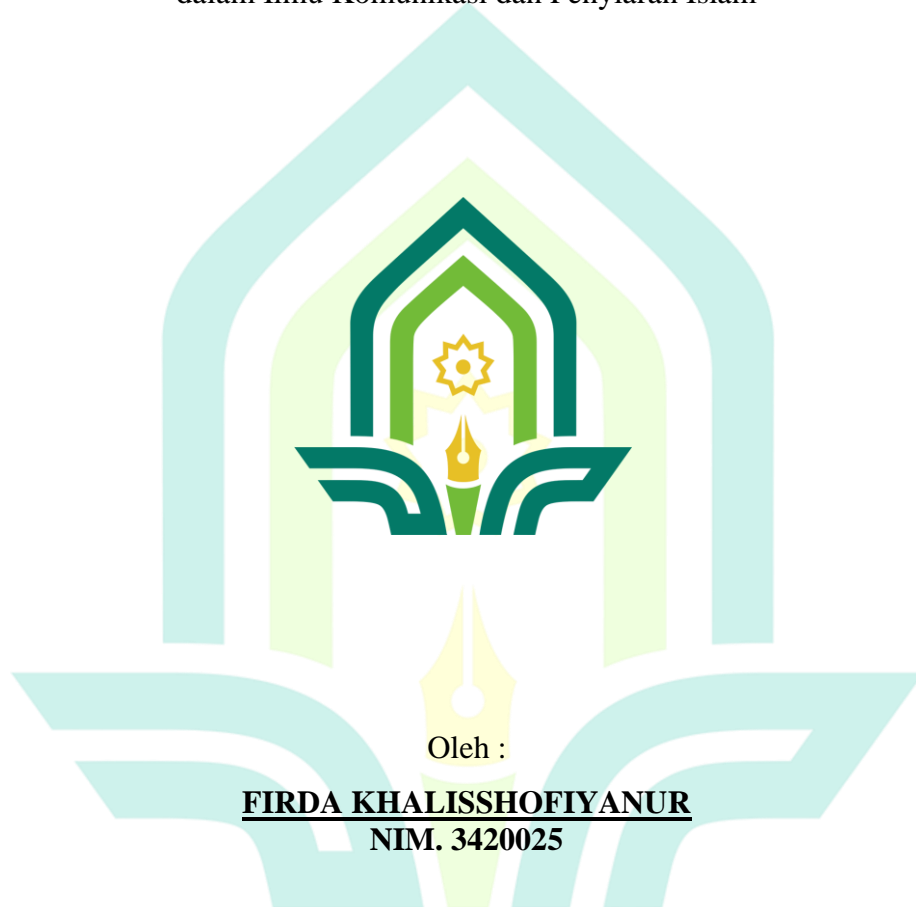 dalam Ilmu Komunikasi dan Penyiaran Islam
Oleh :
FIRDA KHALISSHOFIYANUR
NIM. 3420025